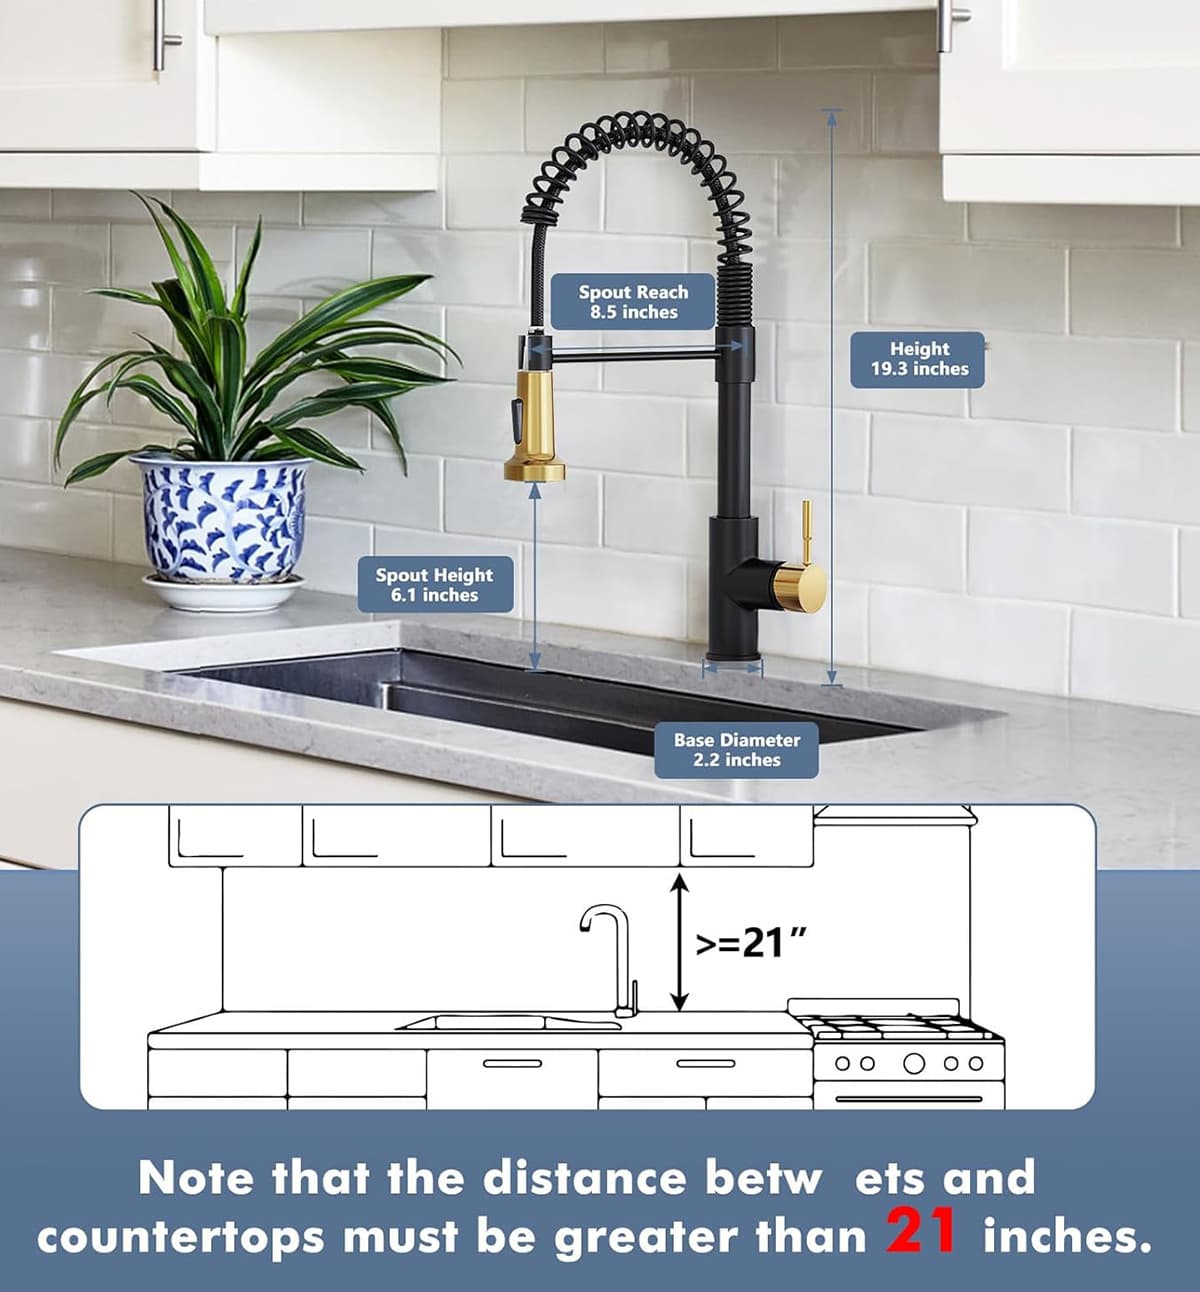 Spout Reach
8.5 inches
Height
19.3 inches
Spout Height
6.1 inches
Base Diameter
2.2 inches
>=21″
Note that the distance betw ets and
countertops must be greater than 21 inches.